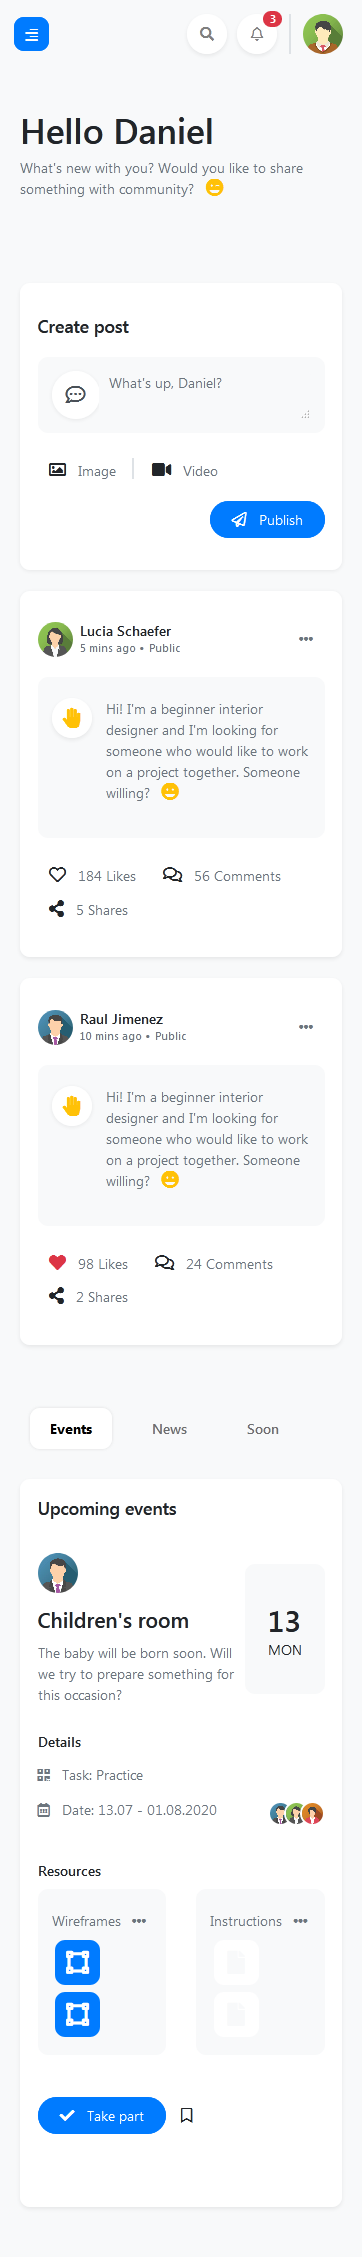 3
Hello Daniel
What's new with you? Would you like to share
something with community?
Create post
What's up, Daniel?
Image
Video
Publish
Lucia Schaefer
5 mins ago • Public
Hi! I'm a beginner interior
designer and I'm looking for
someone who would like to work
on a project together. Someone
willing?
184 Likes
56 Comments
5 Shares
Raul Jimenez
10 mins ago • Public
Hi! I'm a beginner interior
designer and I'm looking for
someone who would like to work
on a project together. Someone
willing?
98 Likes
24 Comments
2 Shares
Events
News
Soon
Upcoming events
13
MON
Children's room
The baby will be born soon. Will
we try to prepare something for
this occasion?
Details
Task: Practice
Date: 13.07 - 01.08.2020
Resources
Wireframes
Instructions
Take part